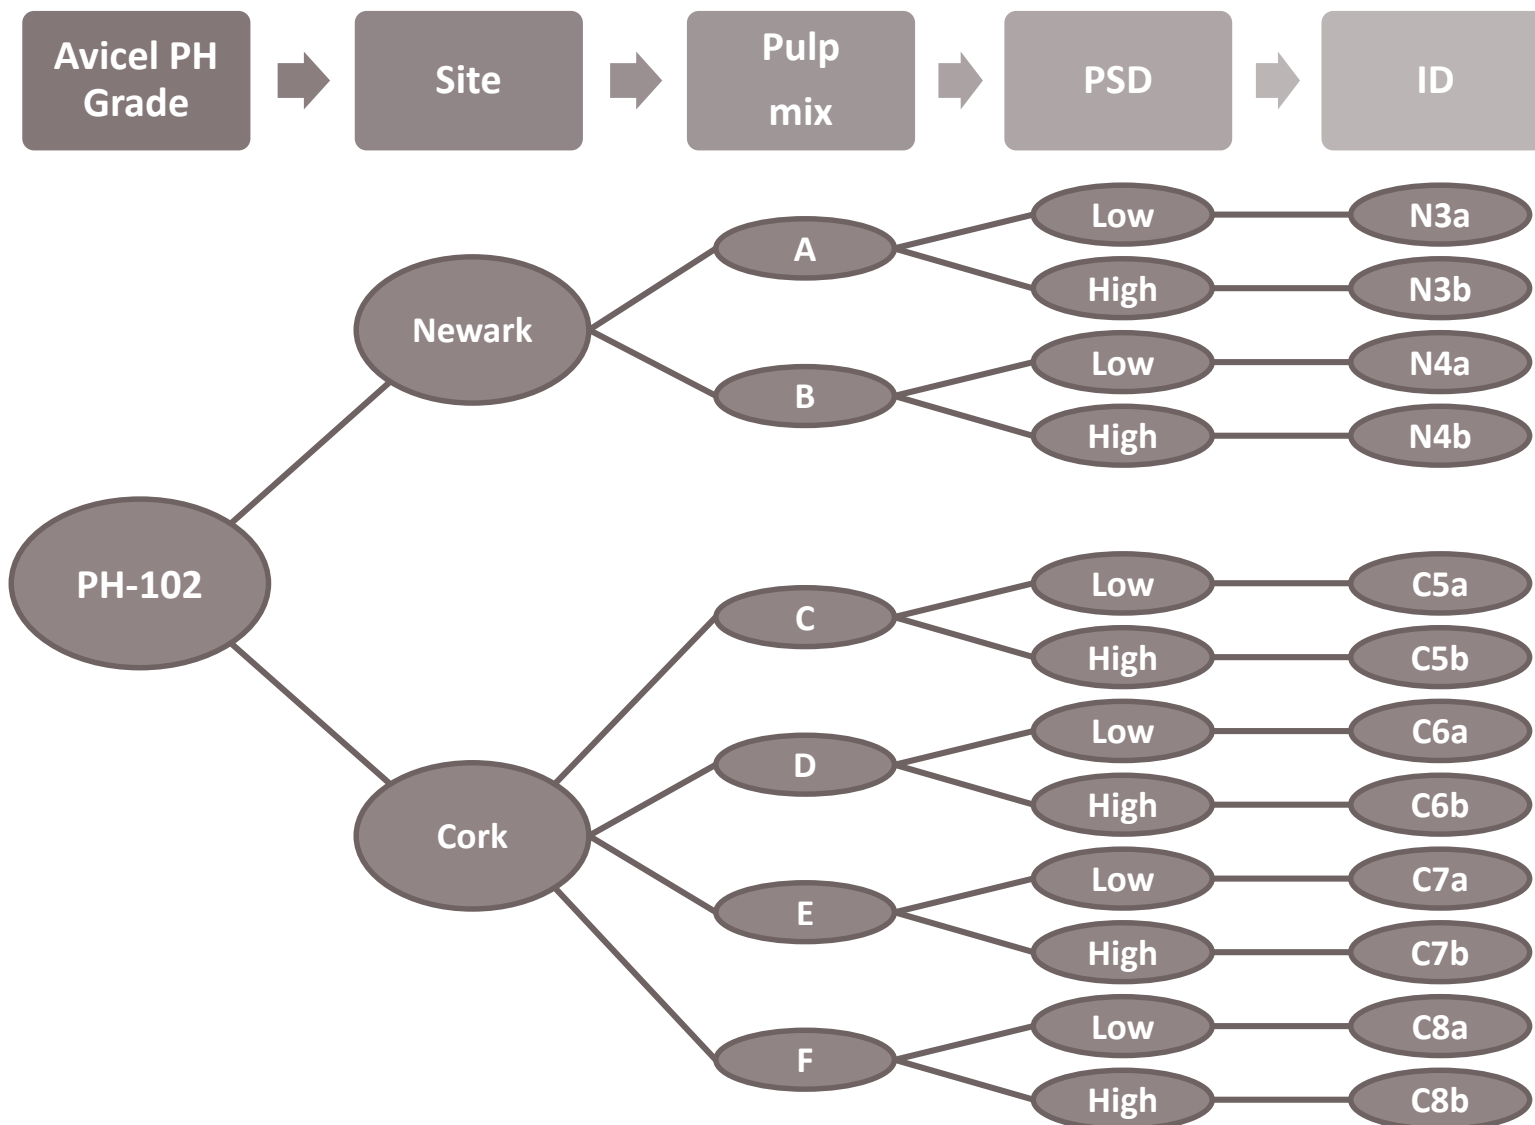 Avicel PH
Grade
Site
Pulp
mix
PSD
ID
PH-102
Newark
A
Low
N3a
High
N3b
B
Low
N4a
High
N4b
Cork
C
Low
C5a
High
C5b
D
Low
C6a
High
C6b
E
Low
C7a
High
C7b
F
Low
C8a
High
C8b